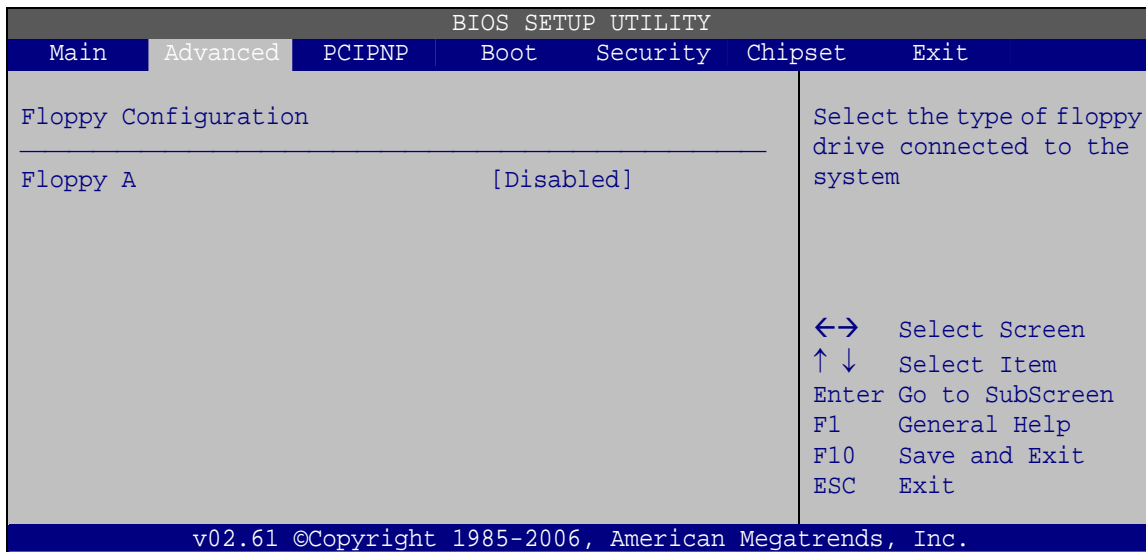 BIOS SETUP UTILITY
Main Advanced PCIPNP Boot Security Chipset Exit
Floppy Configuration
Floppy A [Disabled]
Select the type of floppy
drive connected to the
system
←→ Select Screen
↑ ↓ Select Item
Enter Go to SubScreen
F1 General Help
F10 Save and Exit
ESC Exit
v02.61 ©Copyright 1985-2006, American Megatrends, Inc.